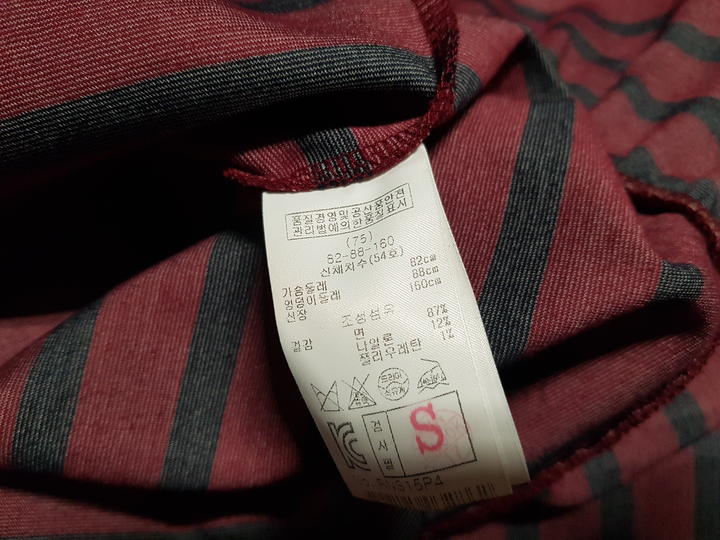 품질경영및공산품안전
관리법에의한품질표시
(75)
82-88-160
신체치수(54호)
가슴둘레 82cm
엉덩이둘레 88cm
신장 160cm
조성섬유
겉감 면 87%
나일론 12%
폴리우레탄 1%
드라이
검사필
S